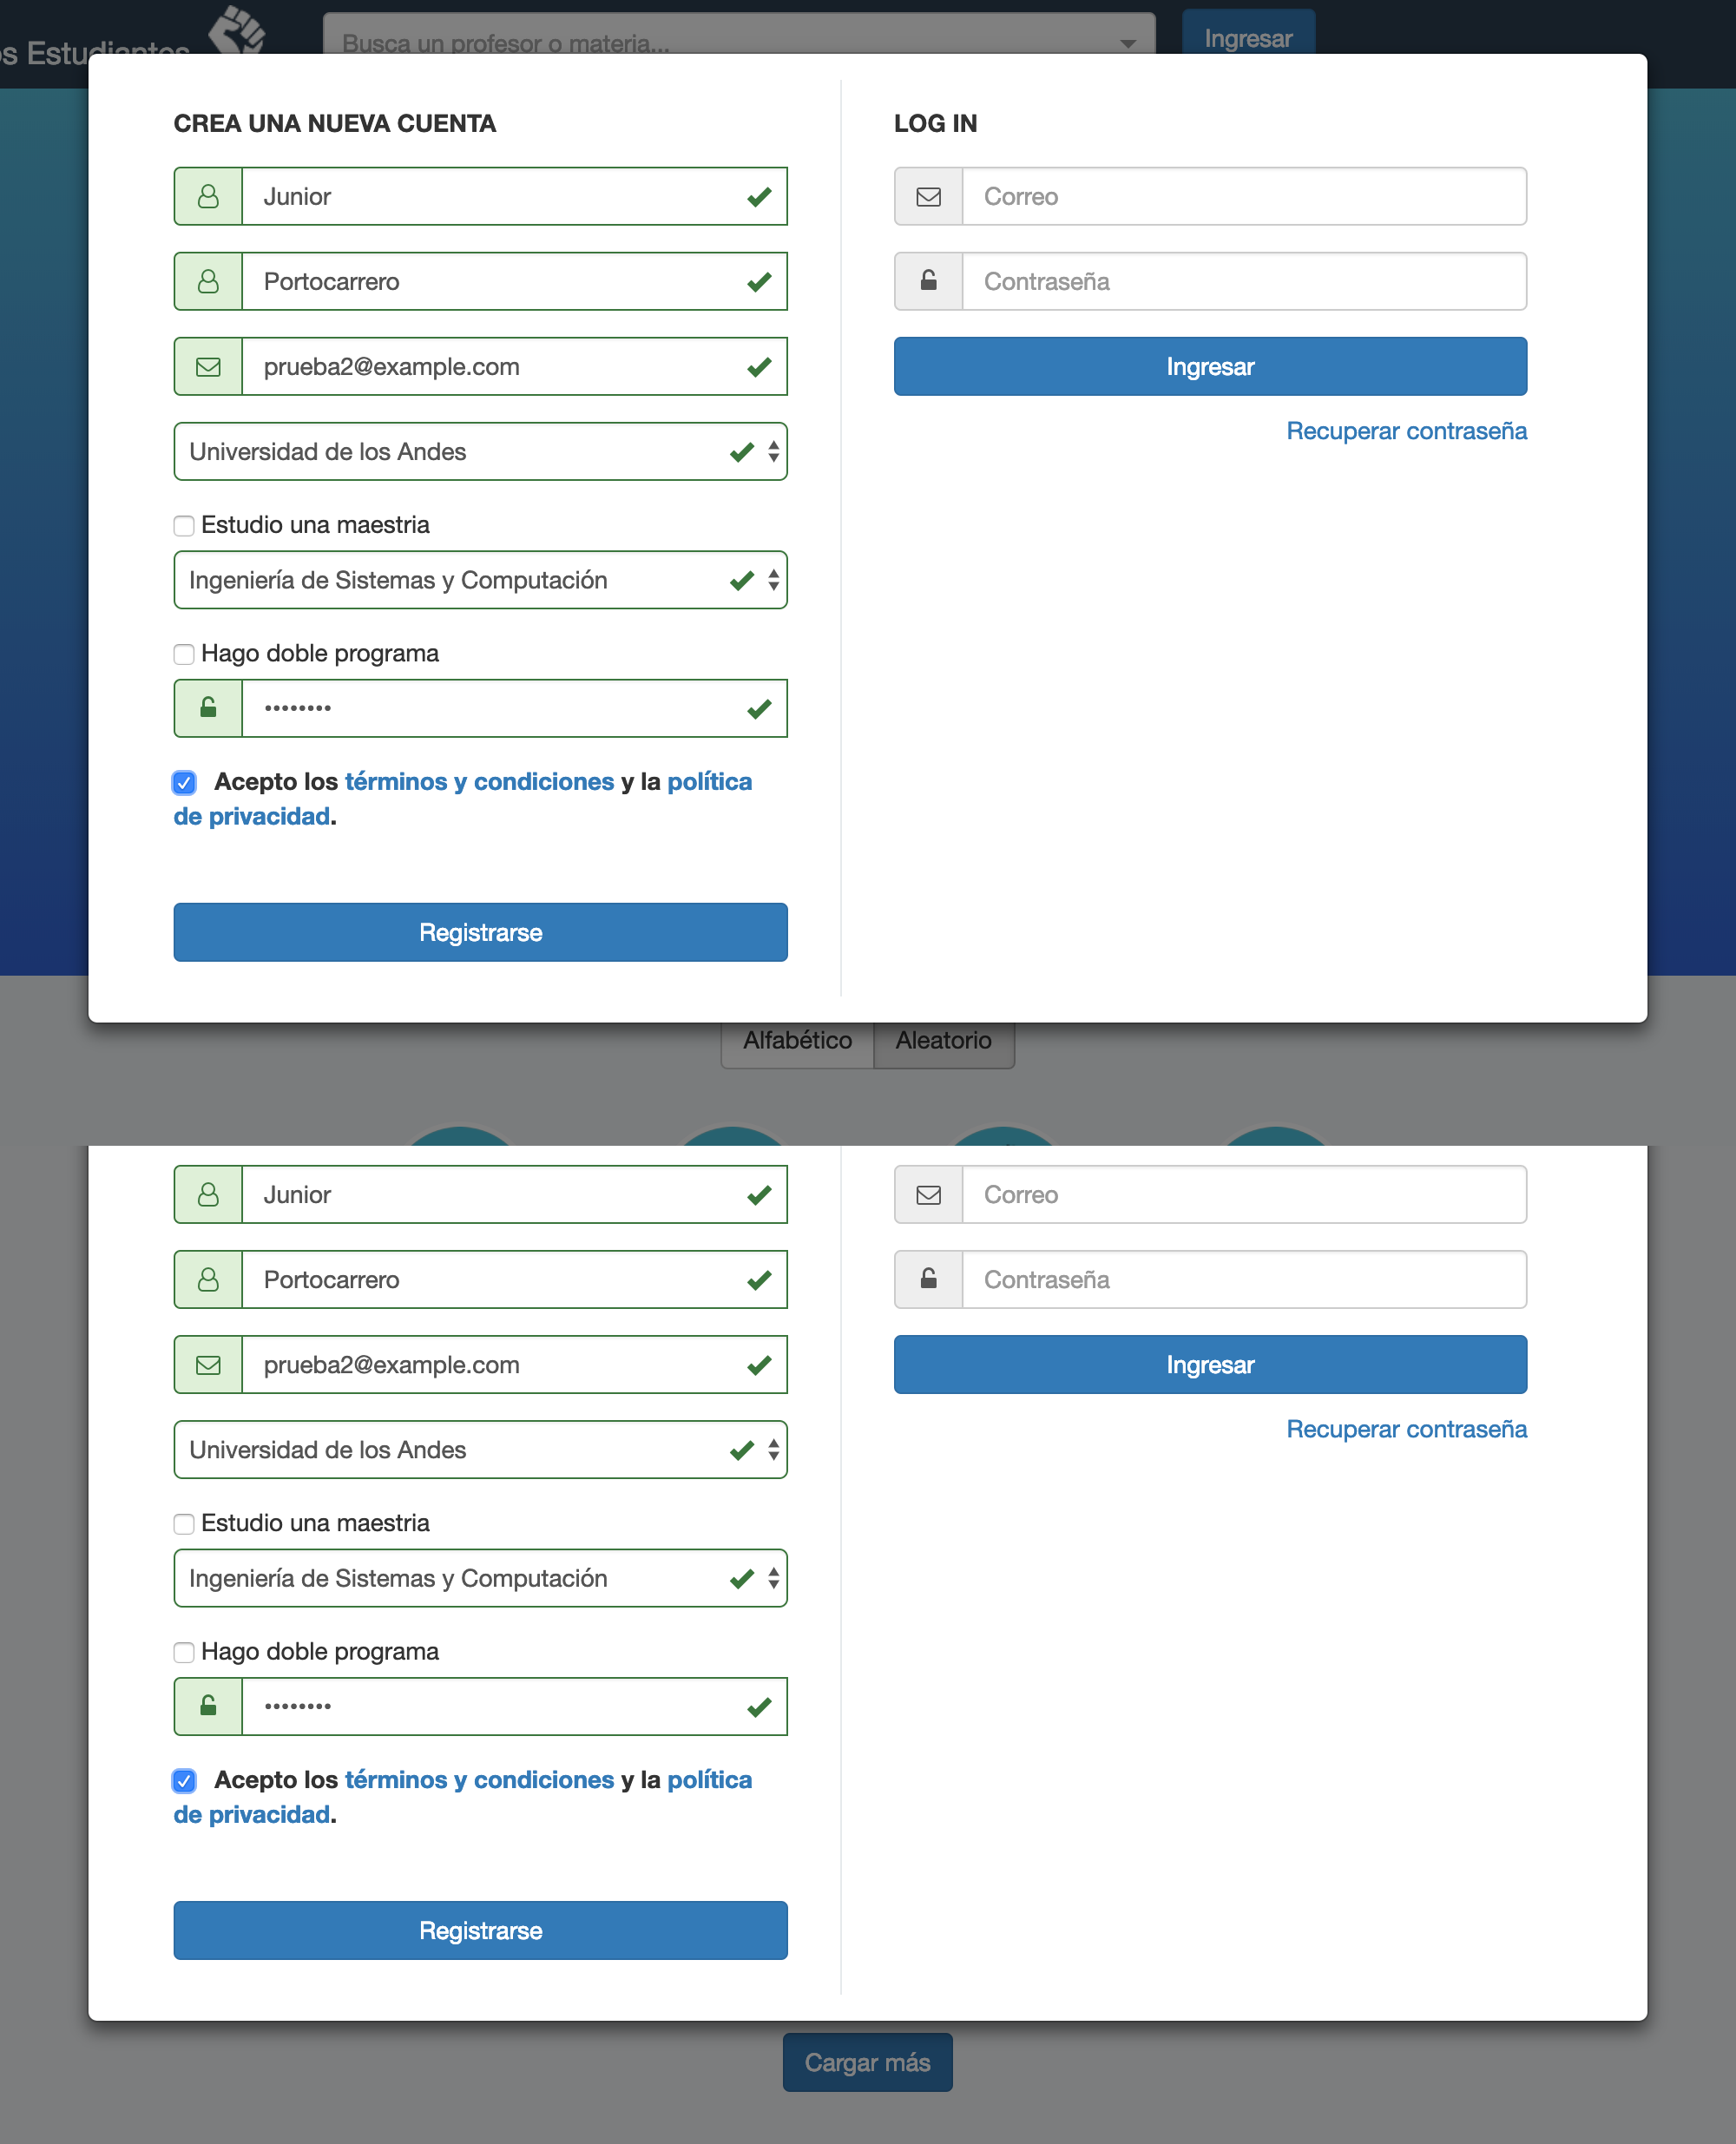 s Estudiantes
Busca un profesor o materia...
Ingresar
CREA UNA NUEVA CUENTA
Junior
Portocarrero
prueba2@example.com
Universidad de los Andes
Estudio una maestria
Ingeniería de Sistemas y Computación
Hago doble programa
••••••••
Acepto los términos y condiciones y la política
de privacidad.
Registrarse
LOG IN
Correo
Contraseña
Ingresar
Recuperar contraseña
Alfabético
Aleatorio
Junior
Portocarrero
prueba2@example.com
Universidad de los Andes
Estudio una maestria
Ingeniería de Sistemas y Computación
Hago doble programa
••••••••
Acepto los términos y condiciones y la política
de privacidad.
Registrarse
Correo
Contraseña
Ingresar
Recuperar contraseña
Cargar más